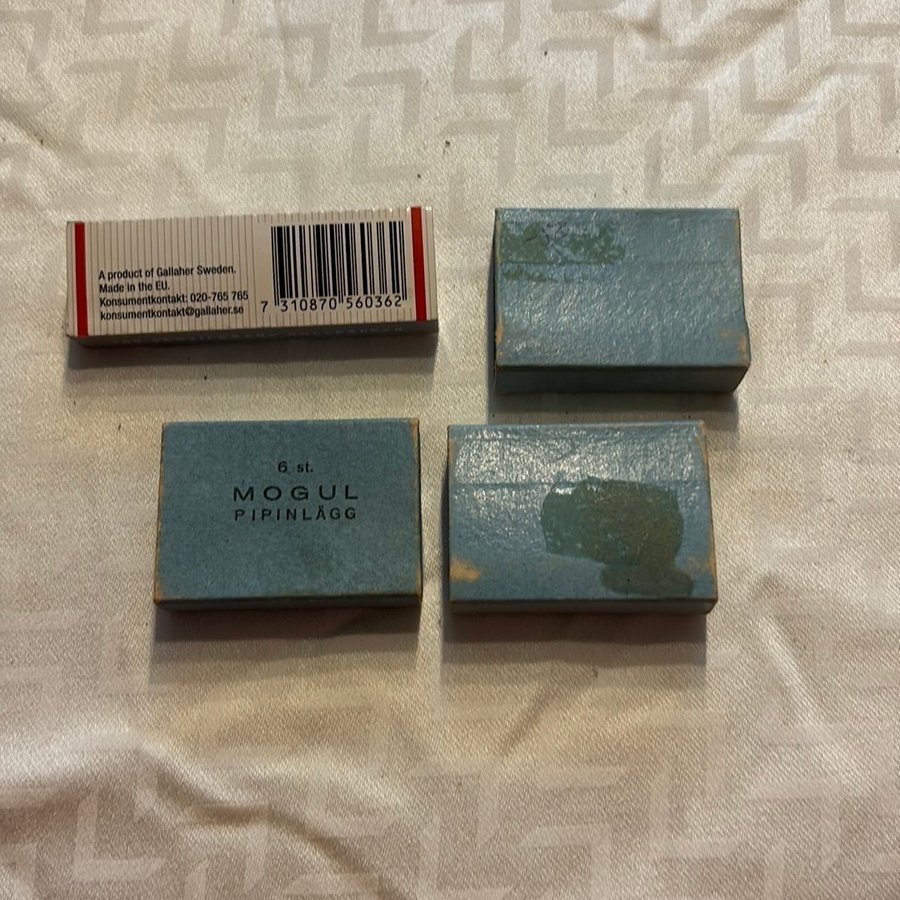 A product of Gallaher Sweden.
Made in the EU.
Konsumentkontakt: 020-765 765
konsumentkontakt@gallaher.se
7 310870 560362
6 st.
MOGUL
PIPINLÄGG